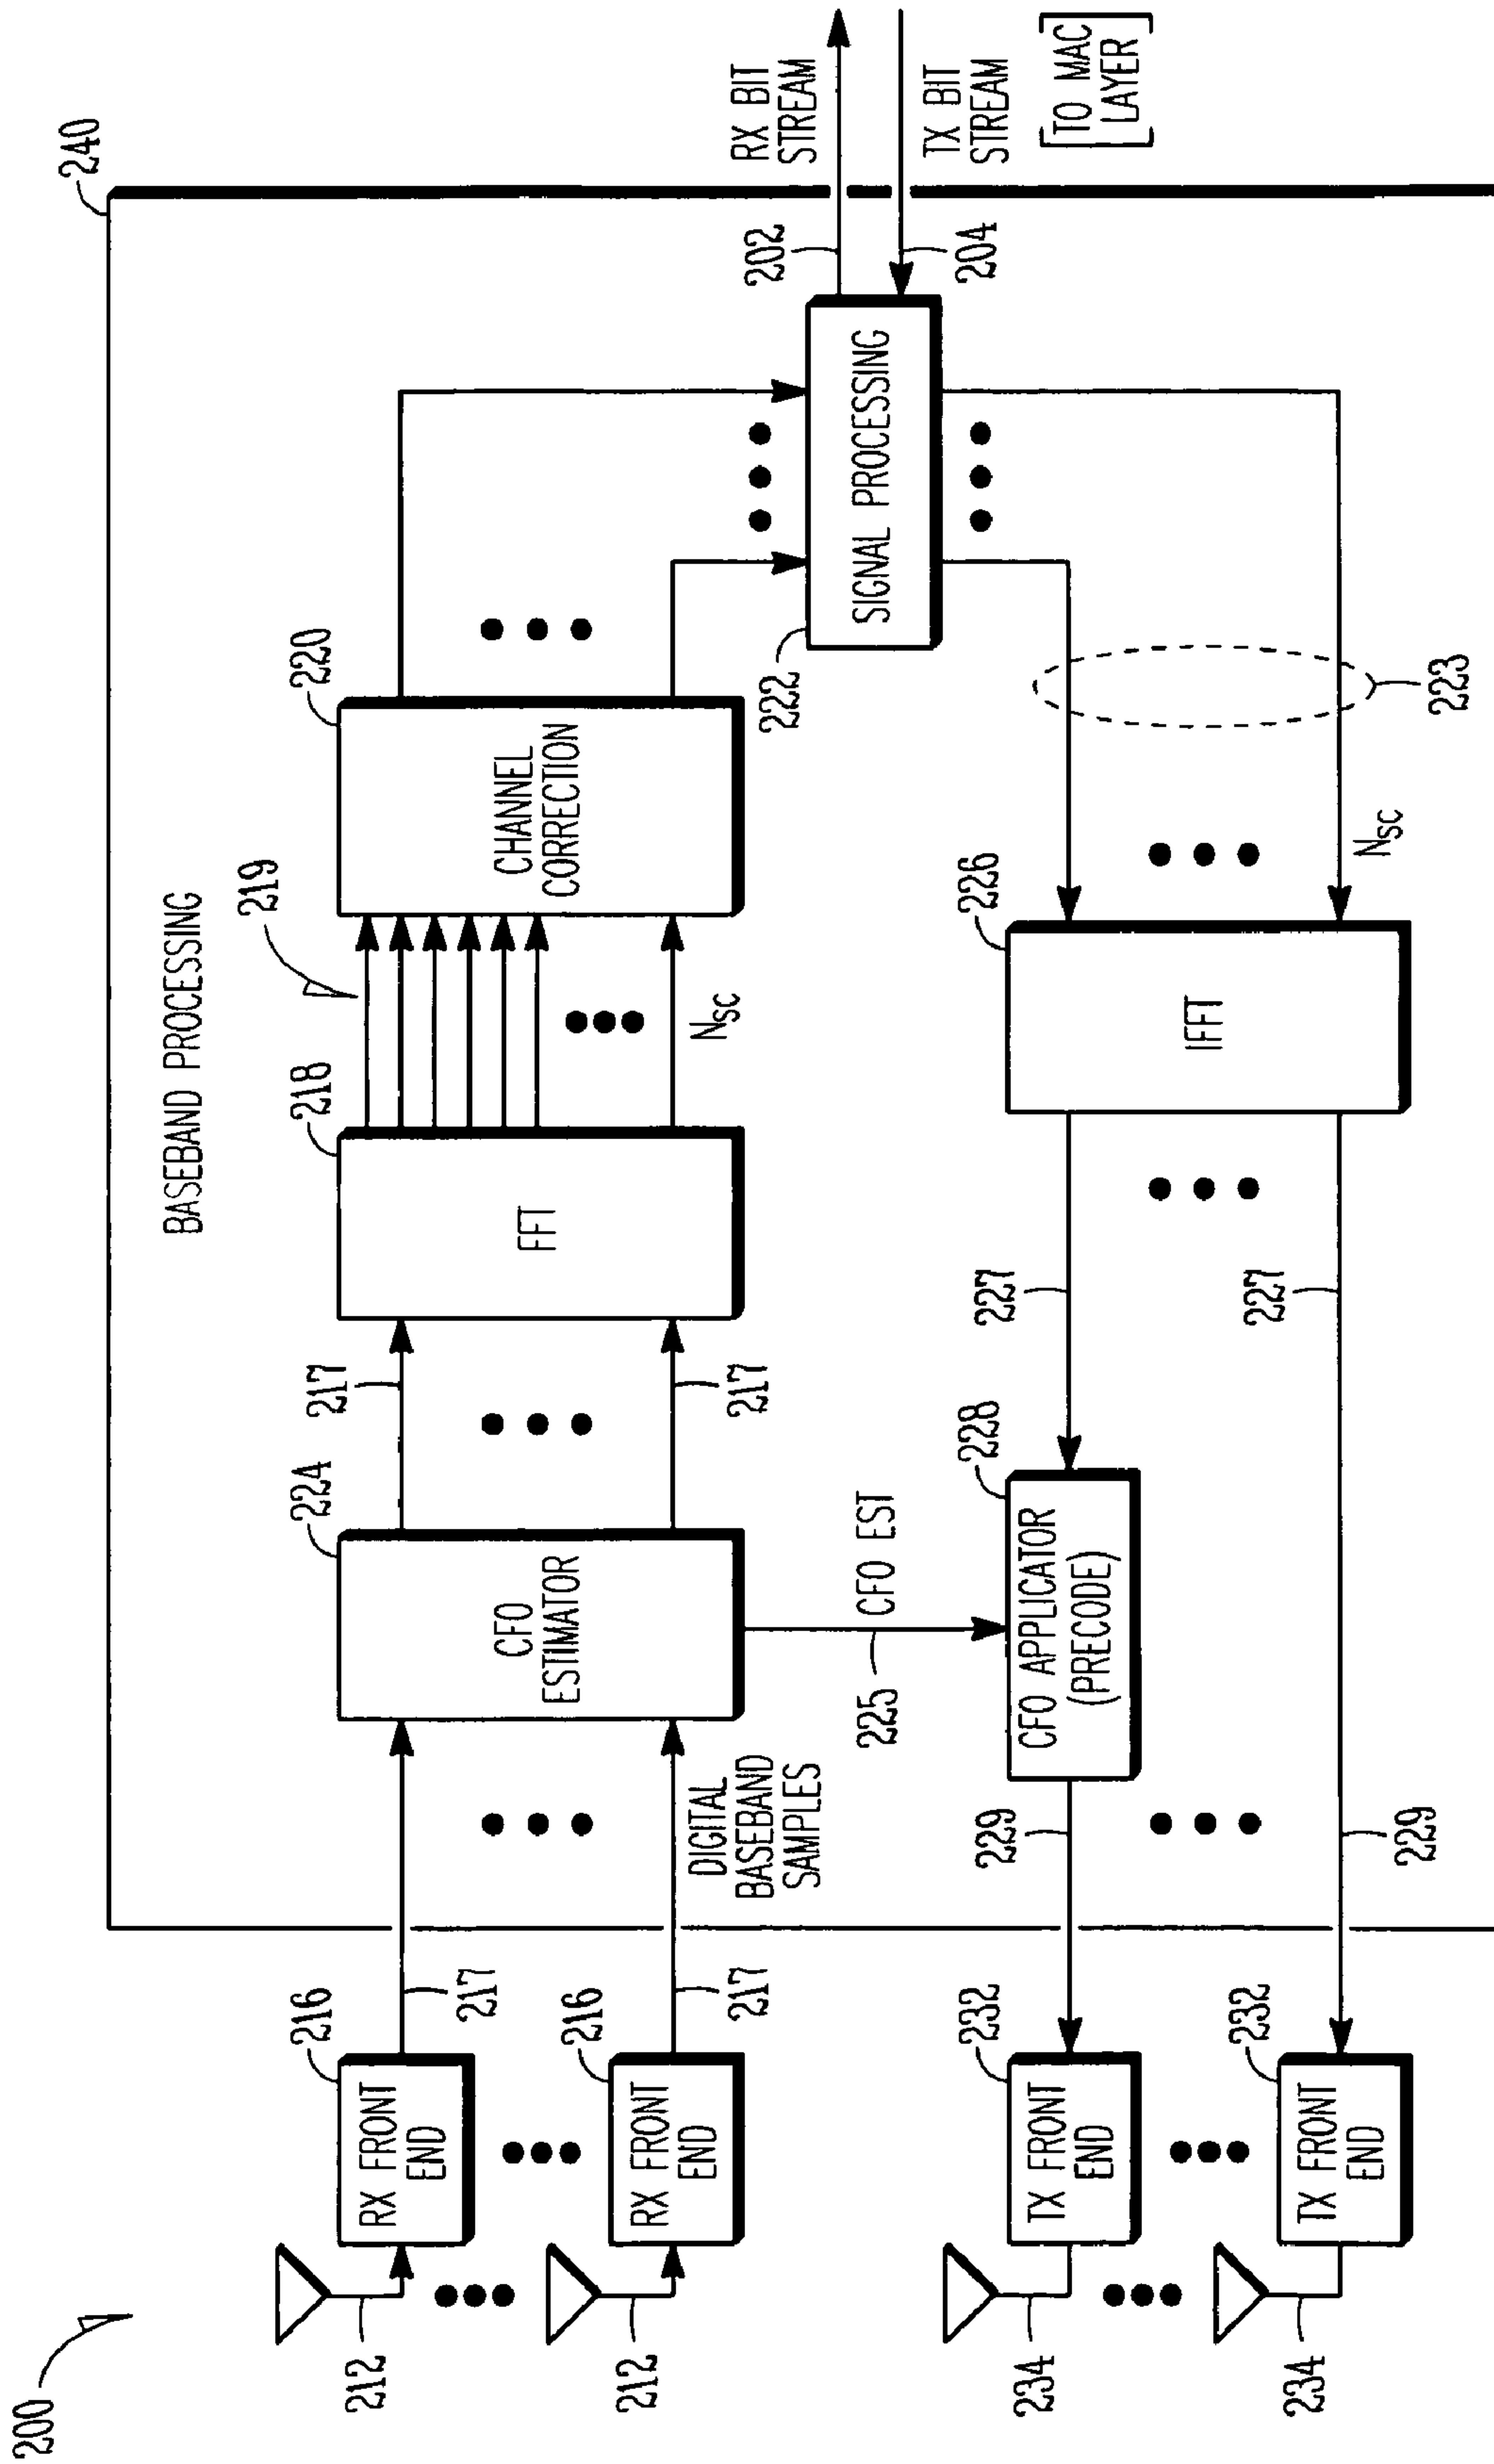 200
240
BASEBAND PROCESSING
212
216
RX FRONT
END
217
212
216
RX FRONT
END
217
DIGITAL
BASEBAND
SAMPLES
224
CFO
ESTIMATOR
217
217
218
FFT
219
N_SC
220
CHANNEL
CORRECTION
222
SIGNAL PROCESSING
202
RX BIT
STREAM
204
TX BIT
STREAM
[TO MAC
LAYER]
223
N_SC
226
IFFT
227
227
225
CFO EST
228
CFO APPLICATOR
(PRECODE)
229
229
232
TX FRONT
END
234
232
TX FRONT
END
234